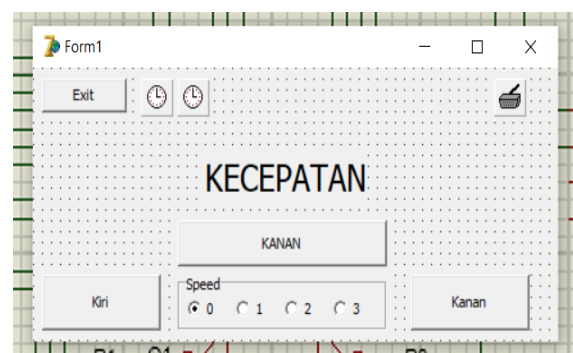 Form1
Exit
KECEPATAN
KANAN
Speed
0 1 2 3
Kiri
Kanan